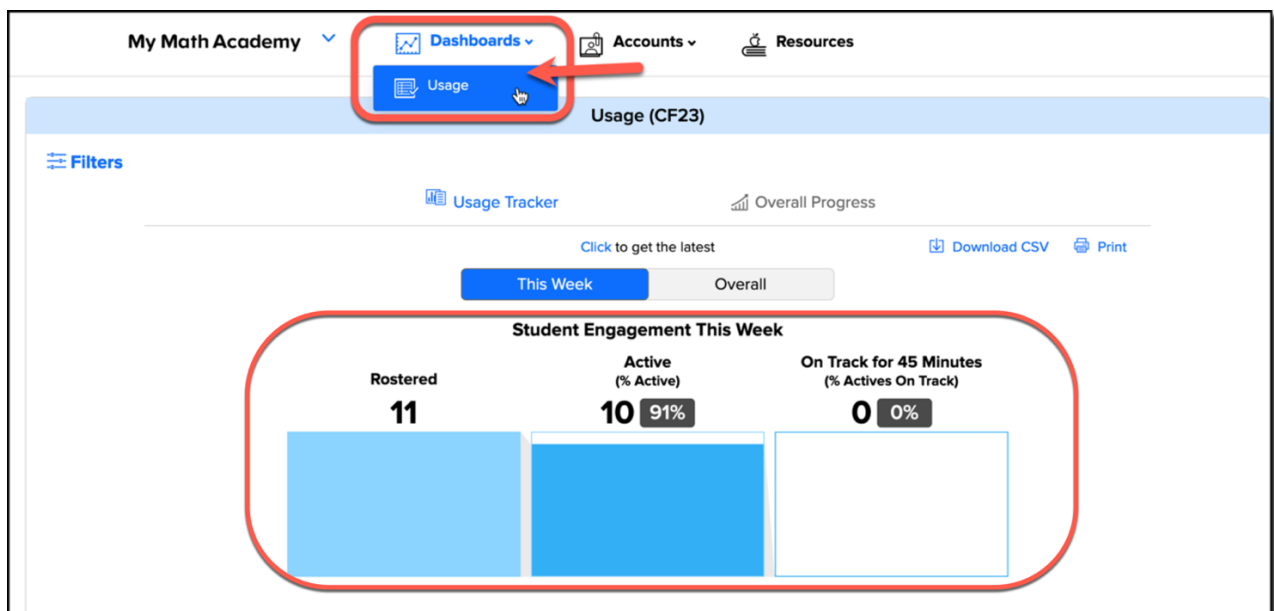 My Math Academy Dashboards Accounts Resources
Usage
Usage (CF23)
Filters
Usage Tracker Overall Progress
Click to get the latest Download CSV Print
This Week Overall
Student Engagement This Week
Rostered
11
Active
(% Active)
10 91%
On Track for 45 Minutes
(% Actives On Track)
0 0%